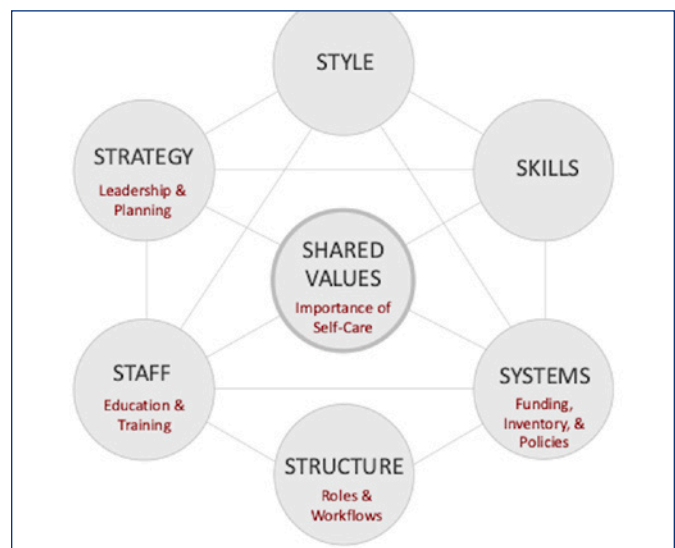 STYLE
STRATEGY
Leadership &
Planning
SKILLS
SHARED
VALUES
Importance of
Self-Care
STAFF
Education &
Training
SYSTEMS
Funding,
Inventory, &
Policies
STRUCTURE
Roles &
Workflows